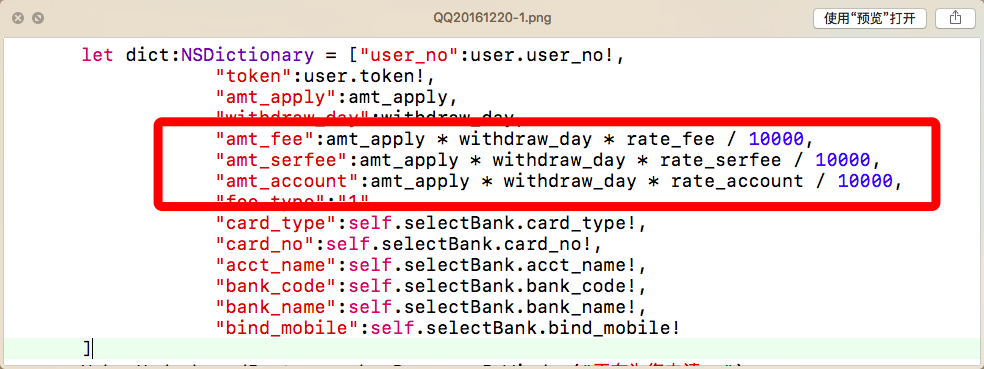 QQ20161220-1.png
使用“预览”打开
let dict:NSDictionary = ["user_no":user.user_no!,
"token":user.token!,
"amt_apply":amt_apply,
"withdraw_day":withdraw_day,
"amt_fee":amt_apply * withdraw_day * rate_fee / 10000,
"amt_serfee":amt_apply * withdraw_day * rate_serfee / 10000,
"amt_account":amt_apply * withdraw_day * rate_account / 10000,
"fee_type":"1"
"card_type":self.selectBank.card_type!,
"card_no":self.selectBank.card_no!,
"acct_name":self.selectBank.acct_name!,
"bank_code":self.selectBank.bank_code!,
"bank_name":self.selectBank.bank_name!,
"bind_mobile":self.selectBank.bind_mobile!
]